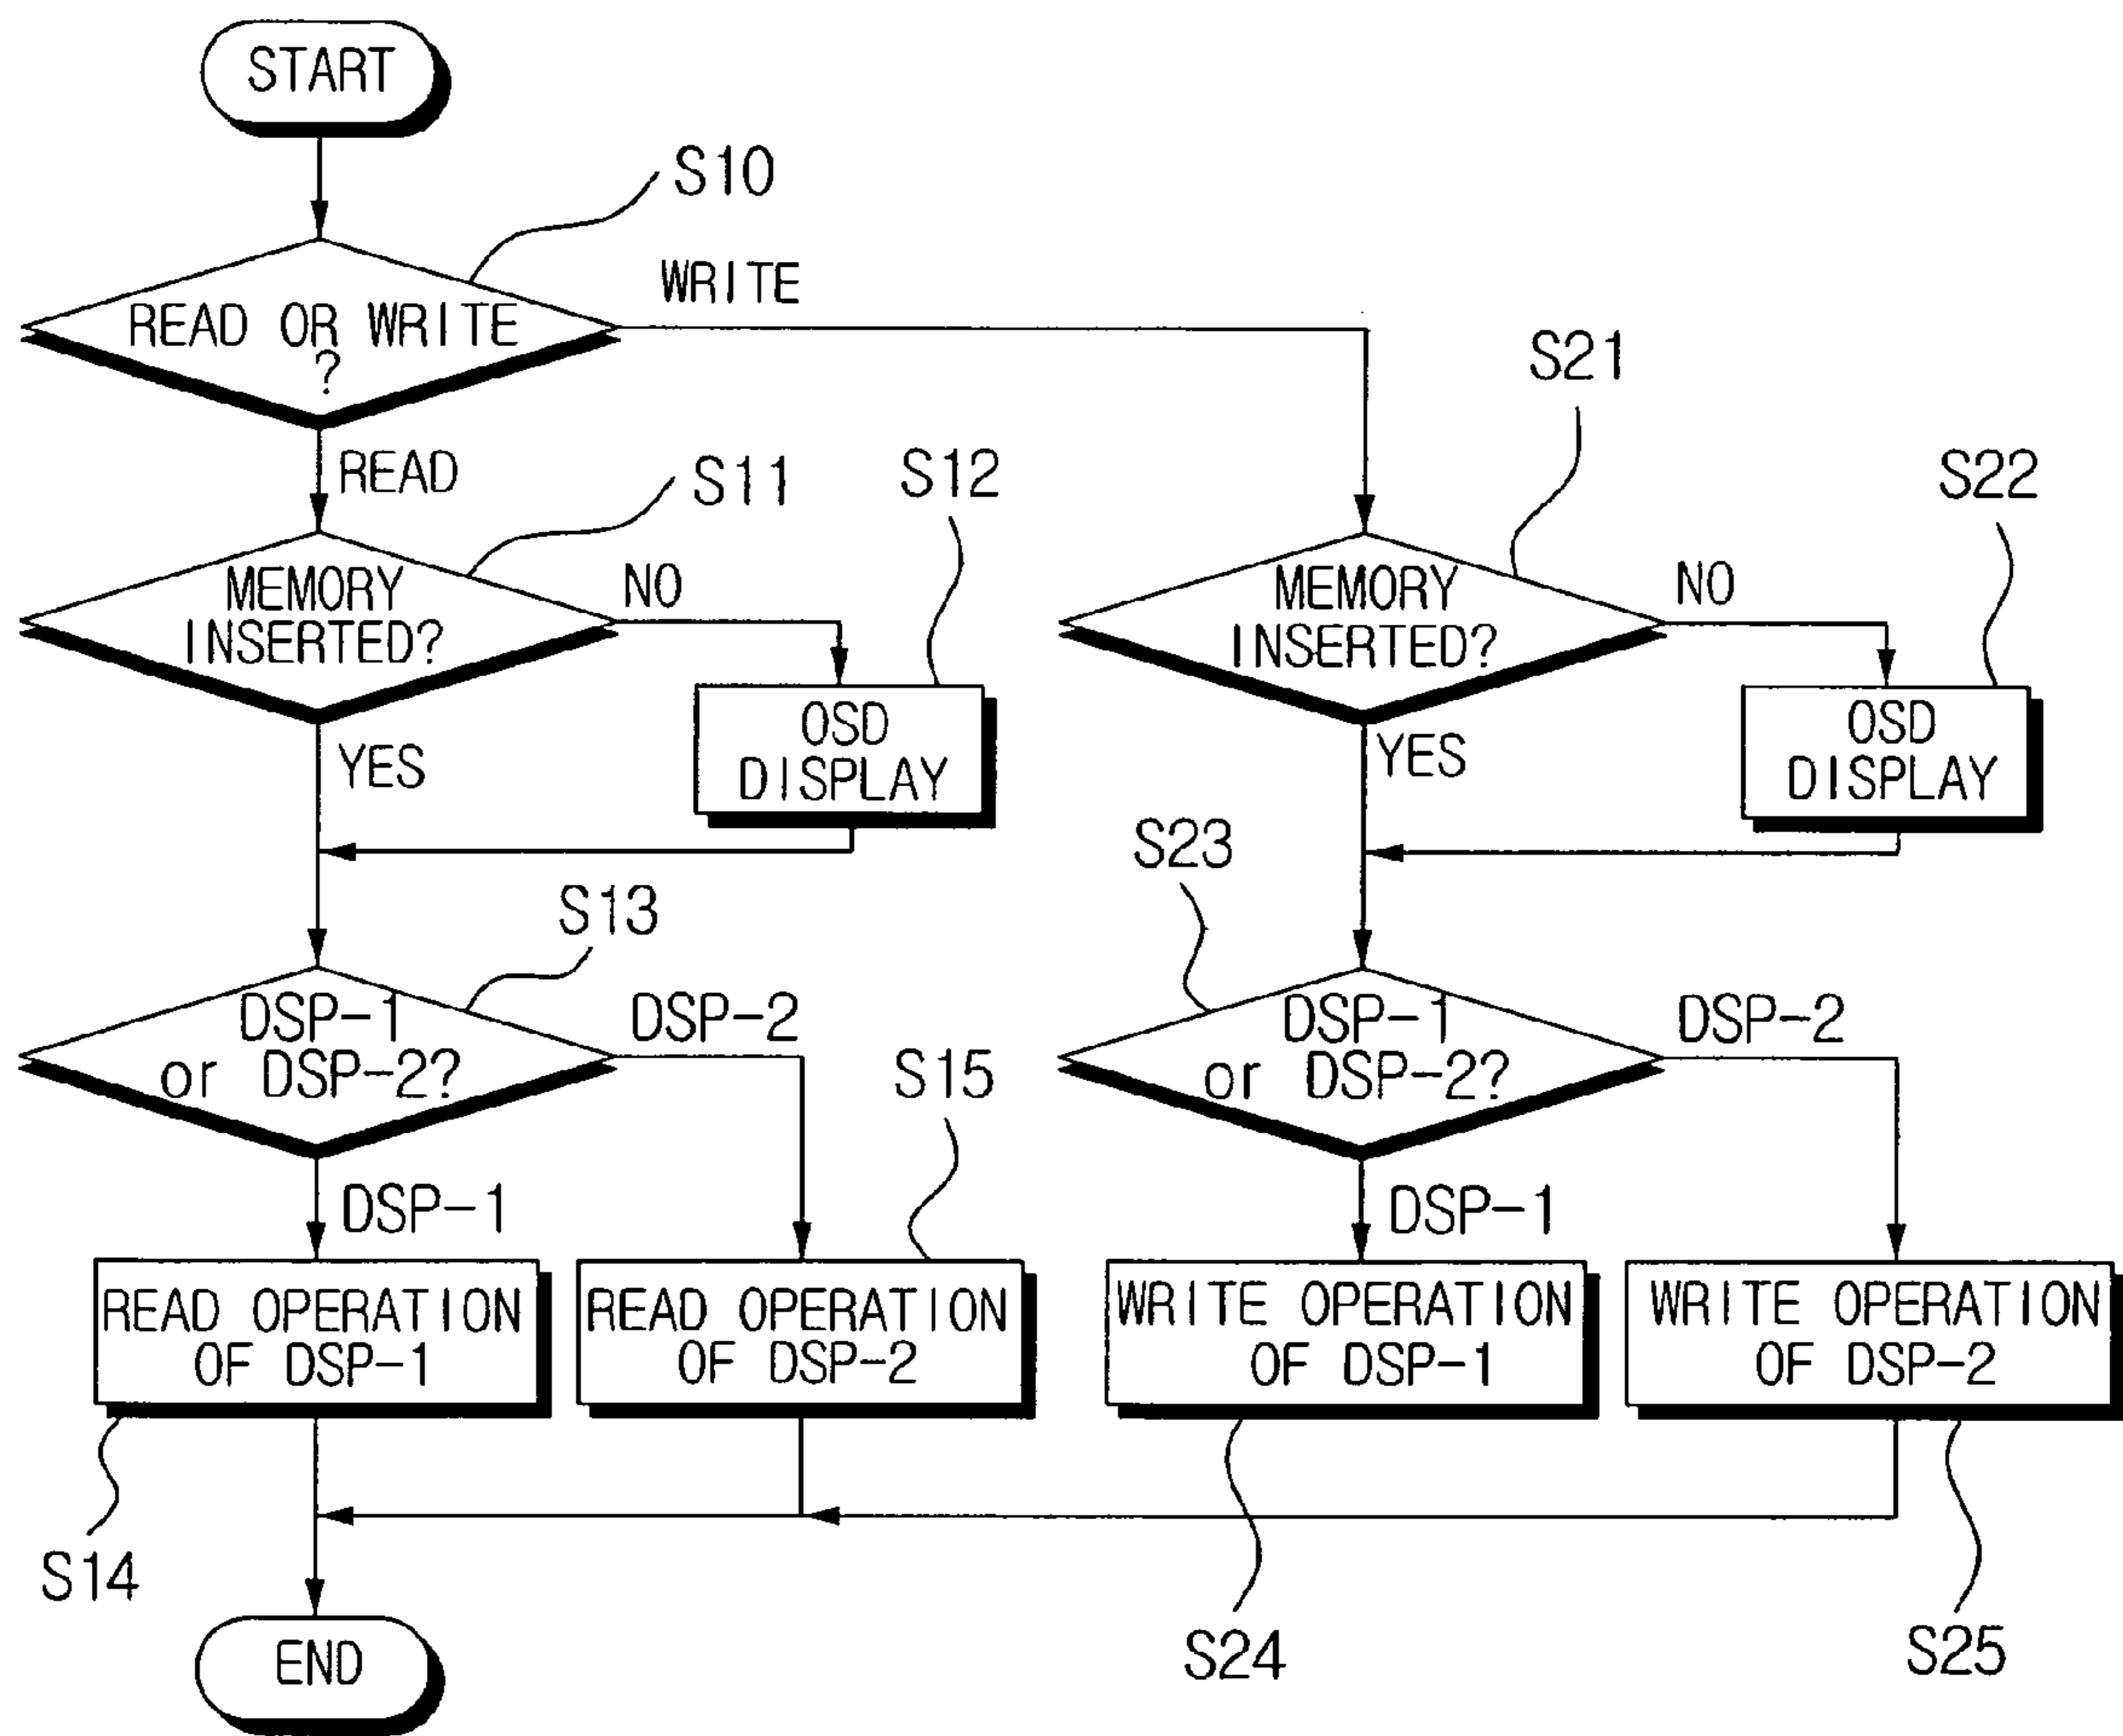 START
S10
WRITE
READ OR WRITE
?
S21
READ
S11
S12
S22
MEMORY
INSERTED?
NO
MEMORY
INSERTED?
NO
OSD
DISPLAY
OSD
DISPLAY
YES
YES
S23
S13
DSP-1
or DSP-2?
DSP-2
S15
DSP-1
or DSP-2?
DSP-2
DSP-1
DSP-1
READ OPERATION
OF DSP-1
READ OPERATION
OF DSP-2
WRITE OPERATION
OF DSP-1
WRITE OPERATION
OF DSP-2
S14
END
S24
S25